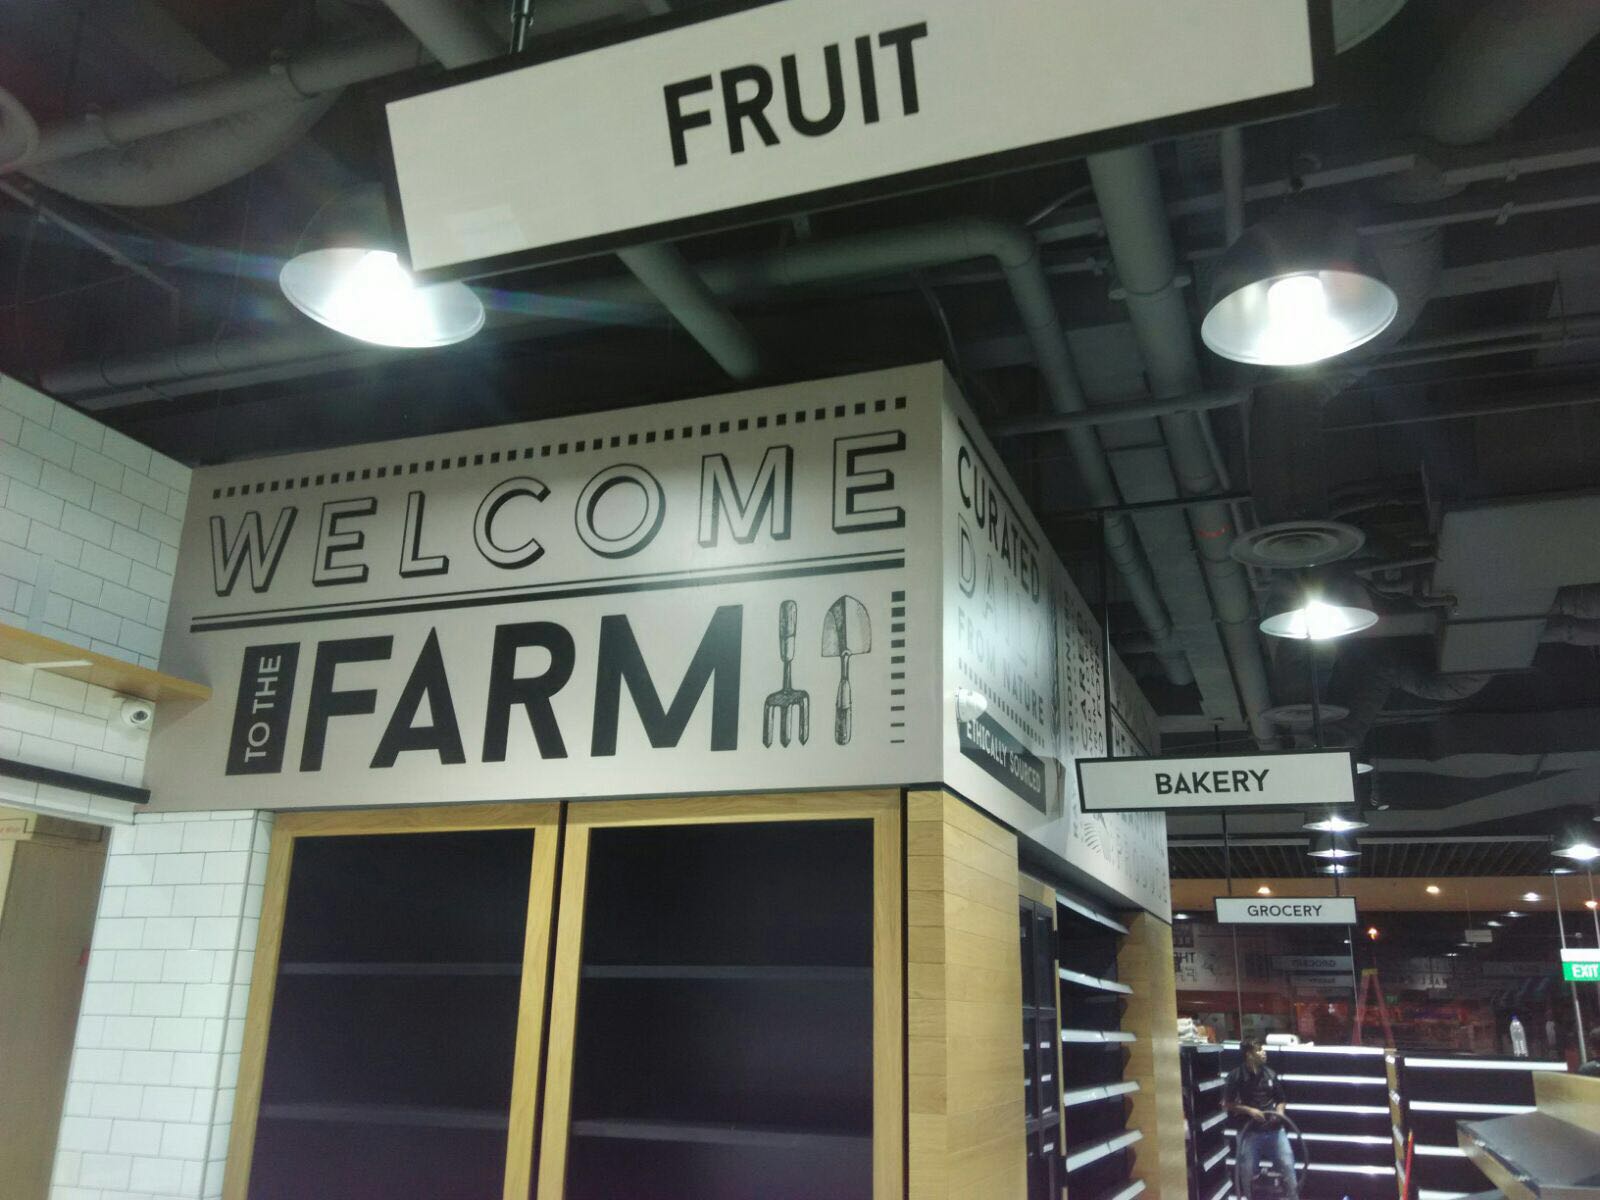 FRUIT
WELCOME
TO THE
FARM
CURATED
DAILY
FROM NATURE
ETHICALLY SOURCED
BAKERY
GROCERY
EXIT